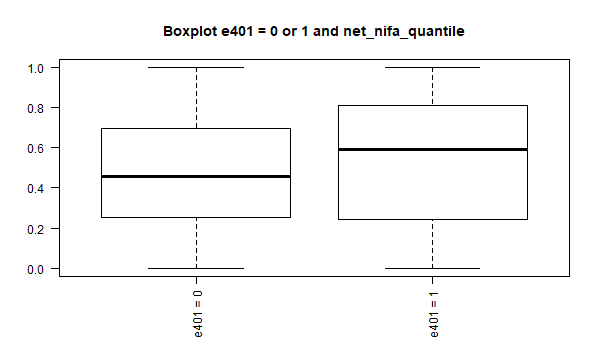 Boxplot e401 = 0 or 1 and net_nifa_quantile
1.0
0.8
0.6
0.4
0.2
0.0
e401 = 0
e401 = 1